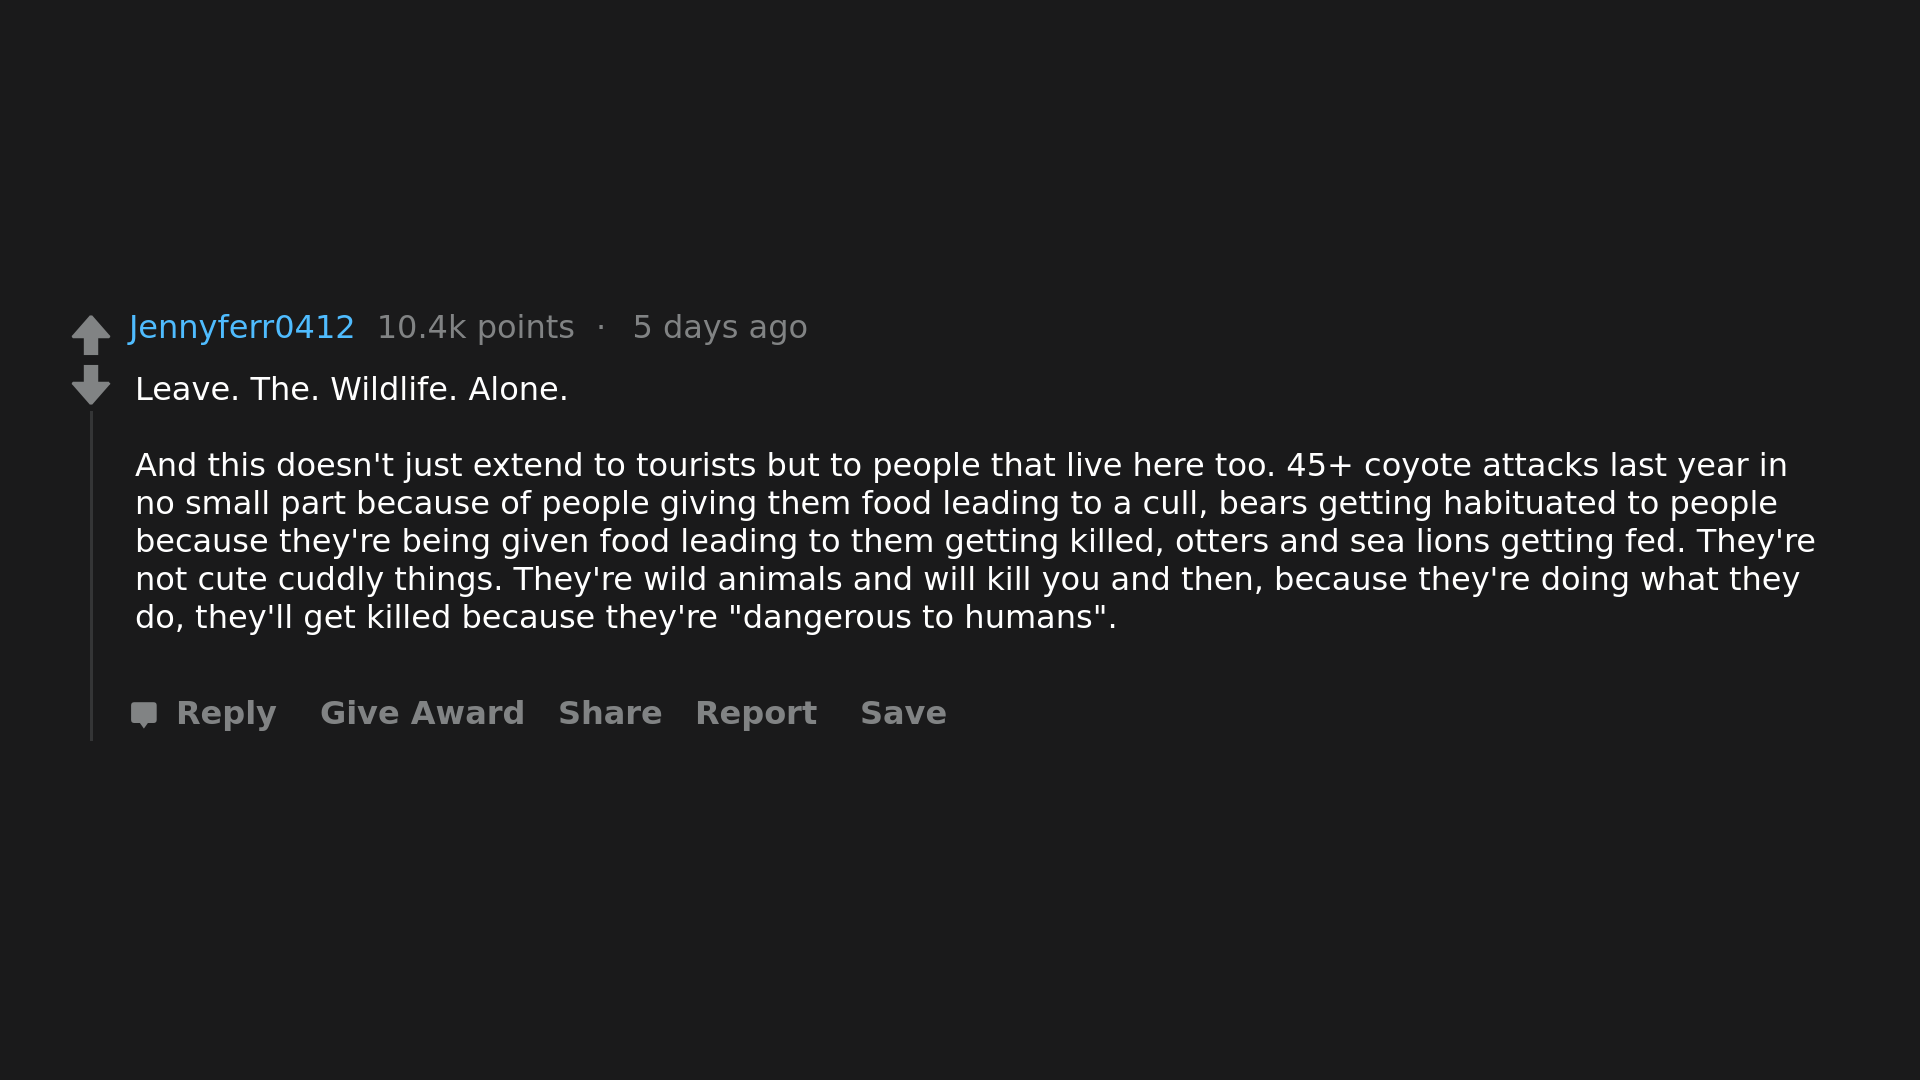 Jennyferr0412 10.4k points · 5 days ago
Leave. The. Wildlife. Alone.
And this doesn't just extend to tourists but to people that live here too. 45+ coyote attacks last year in
no small part because of people giving them food leading to a cull, bears getting habituated to people
because they're being given food leading to them getting killed, otters and sea lions getting fed. They're
not cute cuddly things. They're wild animals and will kill you and then, because they're doing what they
do, they'll get killed because they're "dangerous to humans".
Reply Give Award Share Report Save